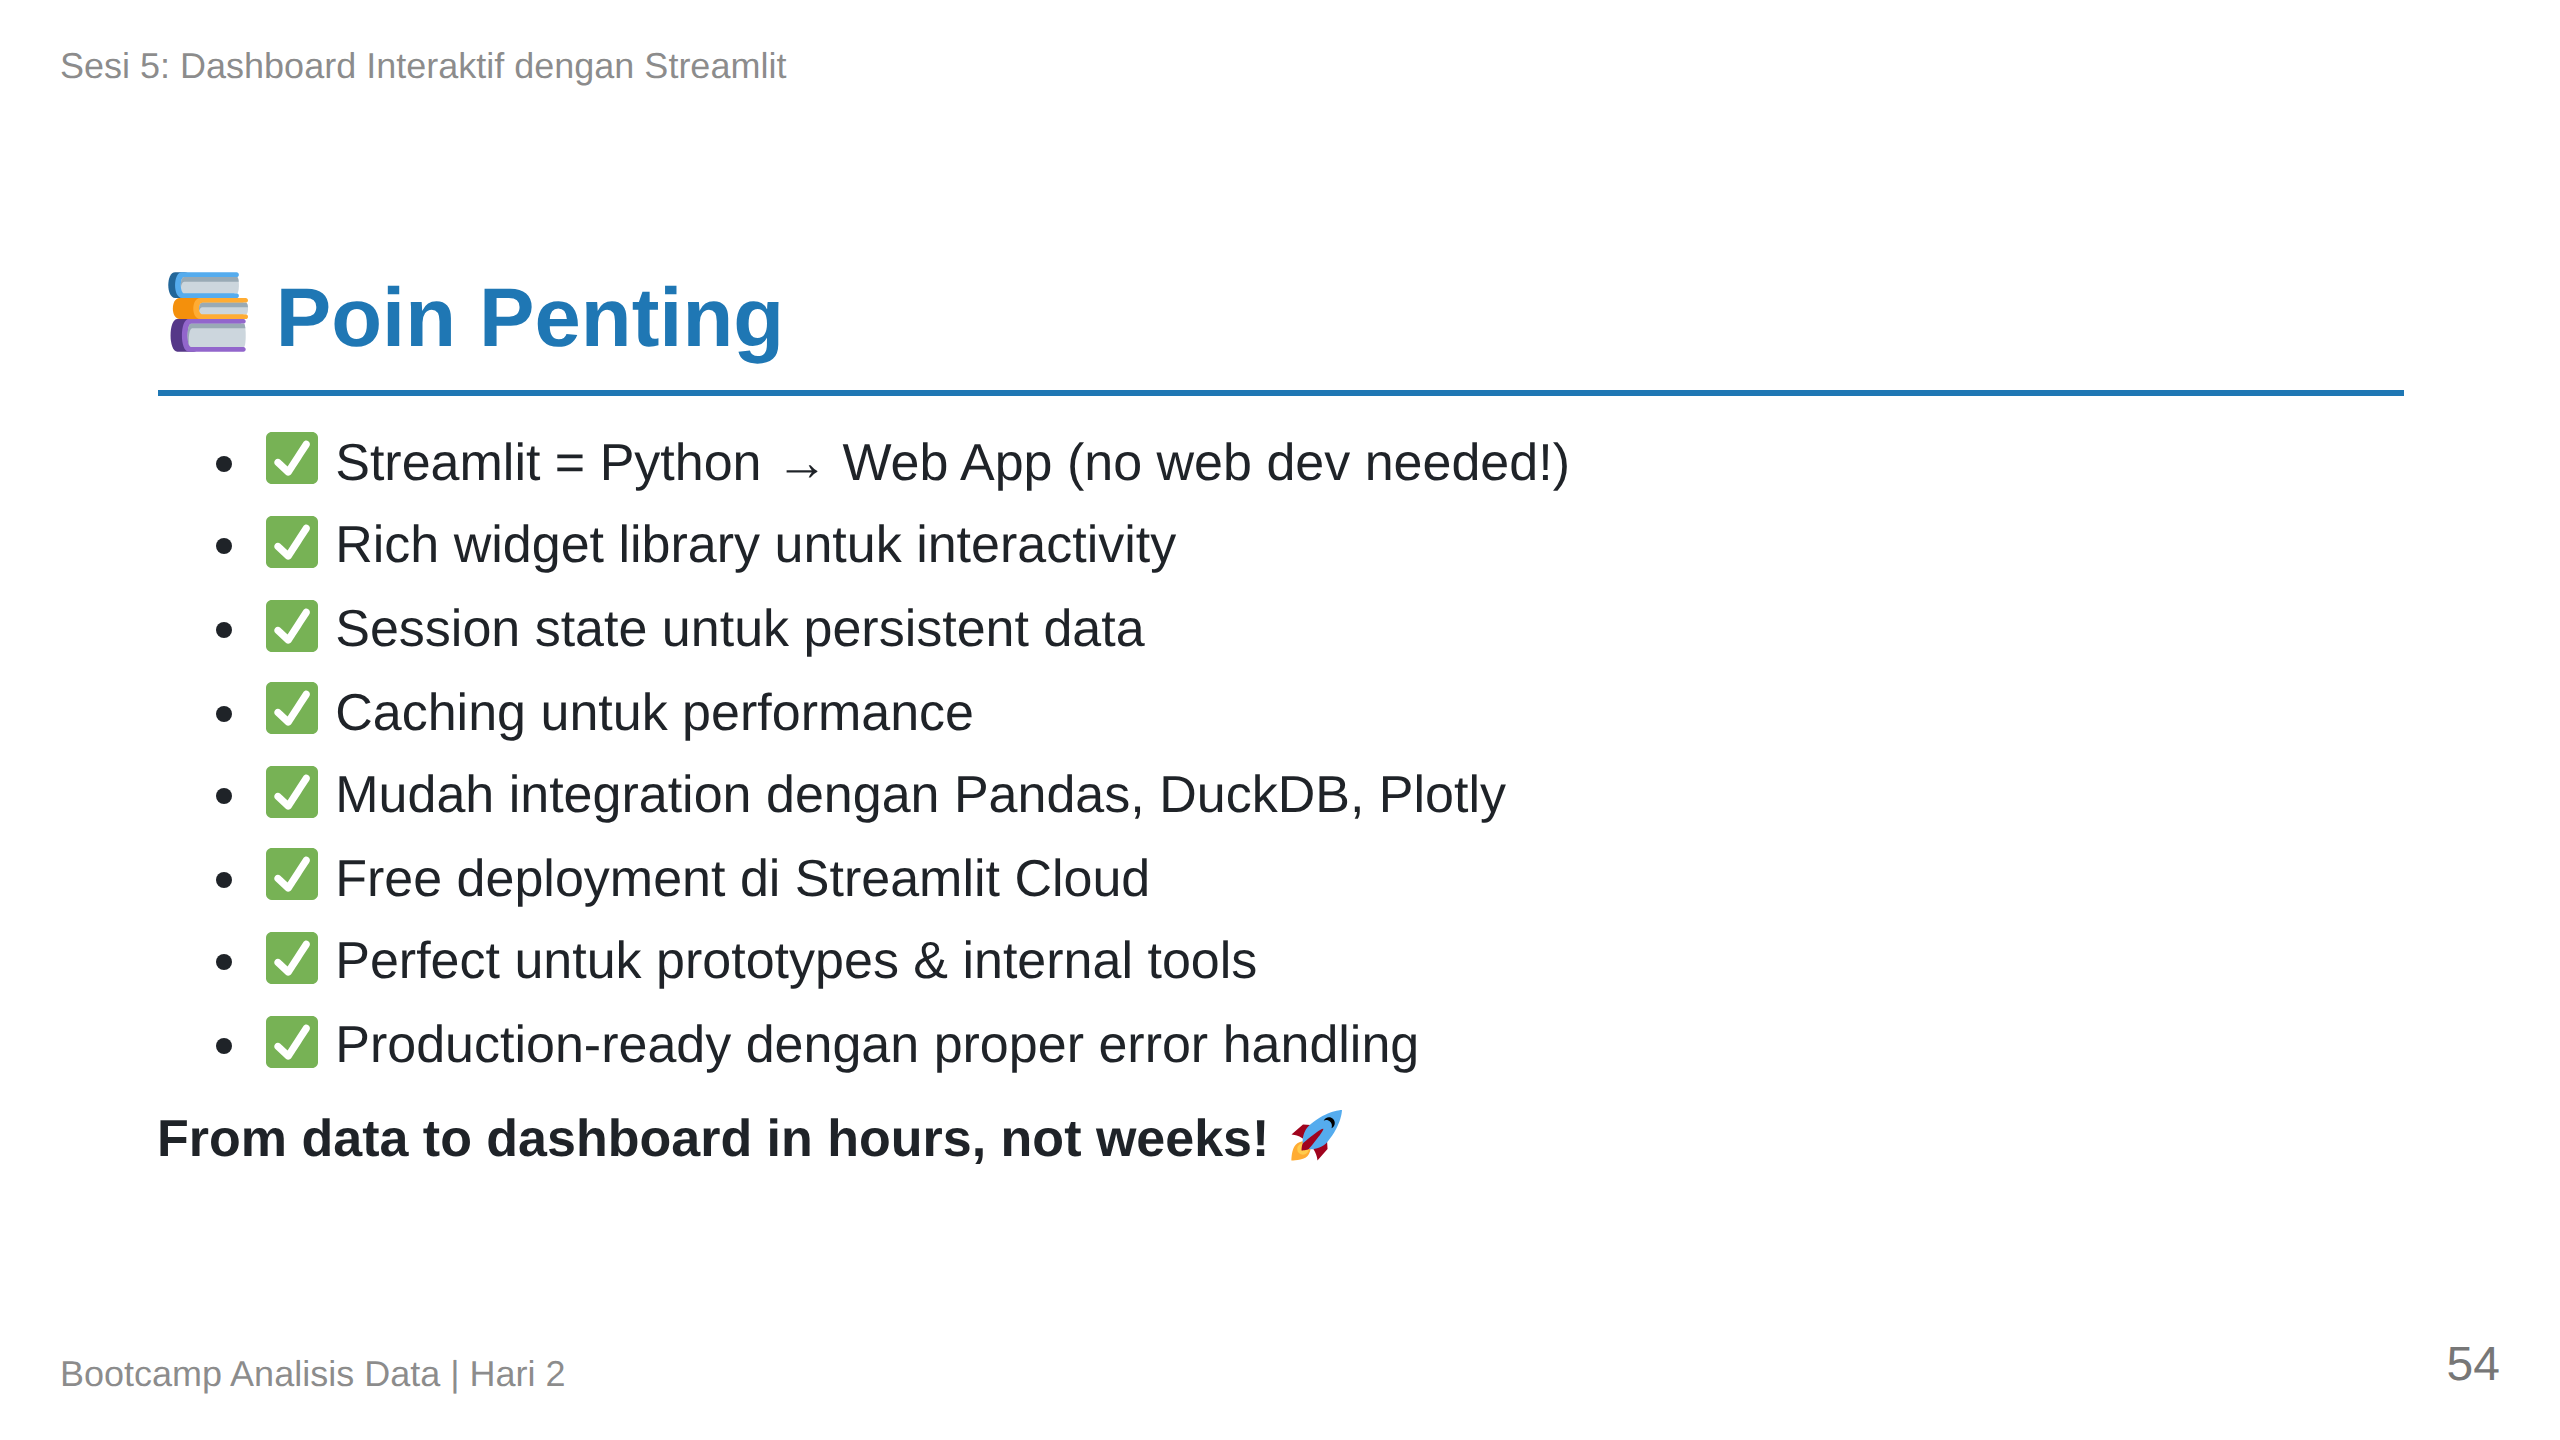 Sesi 5: Dashboard Interaktif dengan Streamlit
📚 Poin Penting
• ✅ Streamlit = Python → Web App (no web dev needed!)
• ✅ Rich widget library untuk interactivity
• ✅ Session state untuk persistent data
• ✅ Caching untuk performance
• ✅ Mudah integration dengan Pandas, DuckDB, Plotly
• ✅ Free deployment di Streamlit Cloud
• ✅ Perfect untuk prototypes & internal tools
• ✅ Production-ready dengan proper error handling
From data to dashboard in hours, not weeks! 🚀
Bootcamp Analisis Data | Hari 2
54